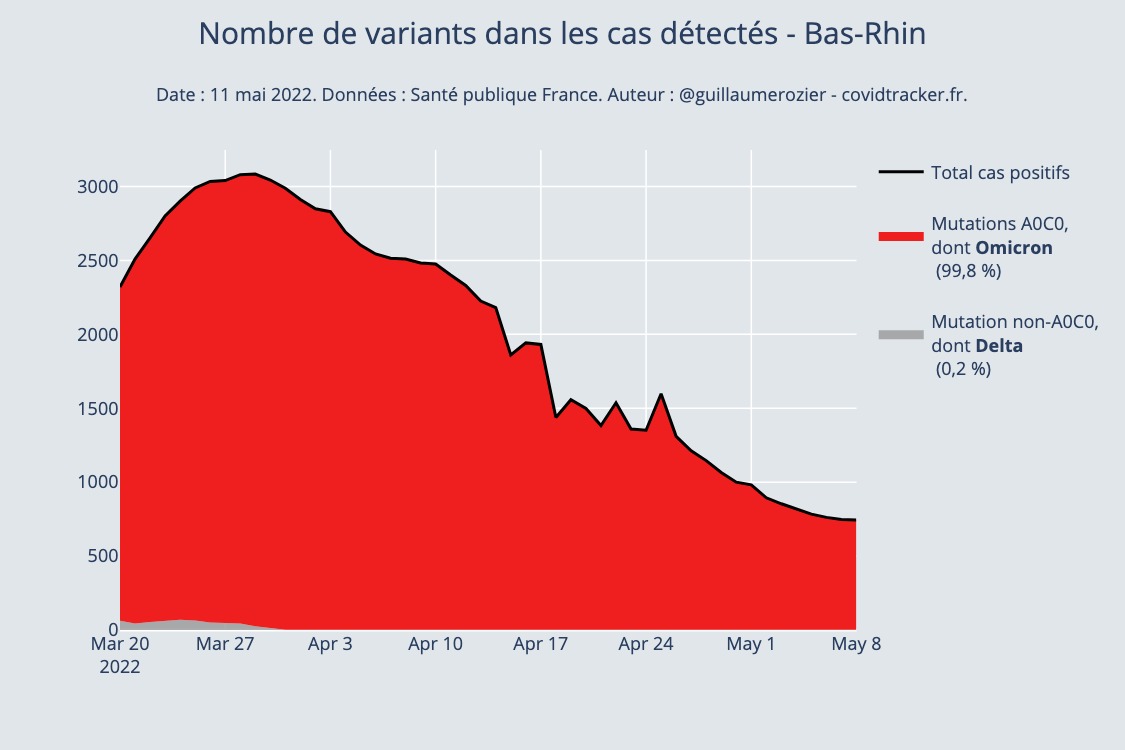 Nombre de variants dans les cas détectés - Bas-Rhin
Date : 11 mai 2022. Données : Santé publique France. Auteur : @guillaumerozier - covidtracker.fr.
3000
2500
2000
1500
1000
500
0
Mar 20
2022
Mar 27
Apr 3
Apr 10
Apr 17
Apr 24
May 1
May 8
Total cas positifs
Mutations A0C0,
dont Omicron
(99,8 %)
Mutation non-A0C0,
dont Delta
(0,2 %)